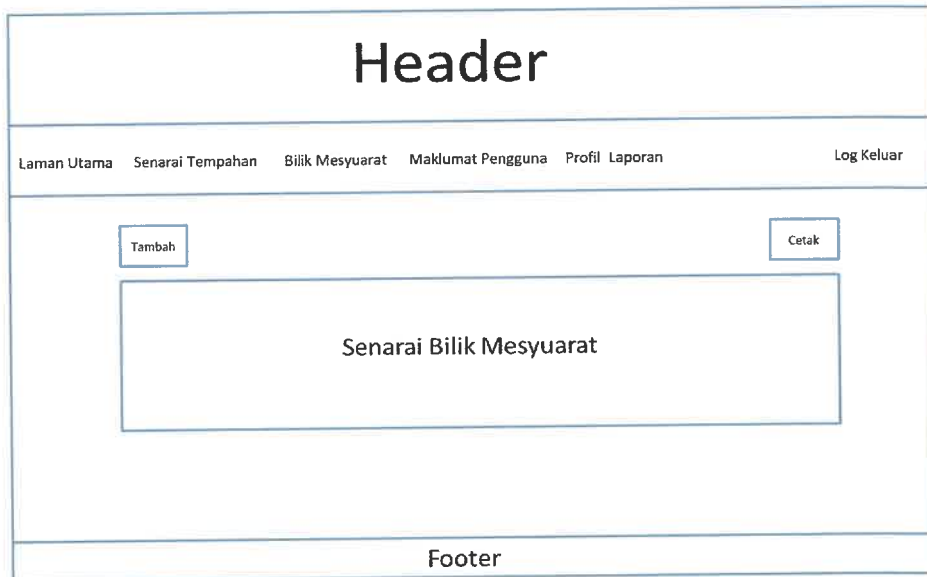 Header
Laman Utama Senarai Tempahan Bilik Mesyuarat Maklumat Pengguna Profil Laporan Log Keluar
Tambah Cetak
Senarai Bilik Mesyuarat
Footer